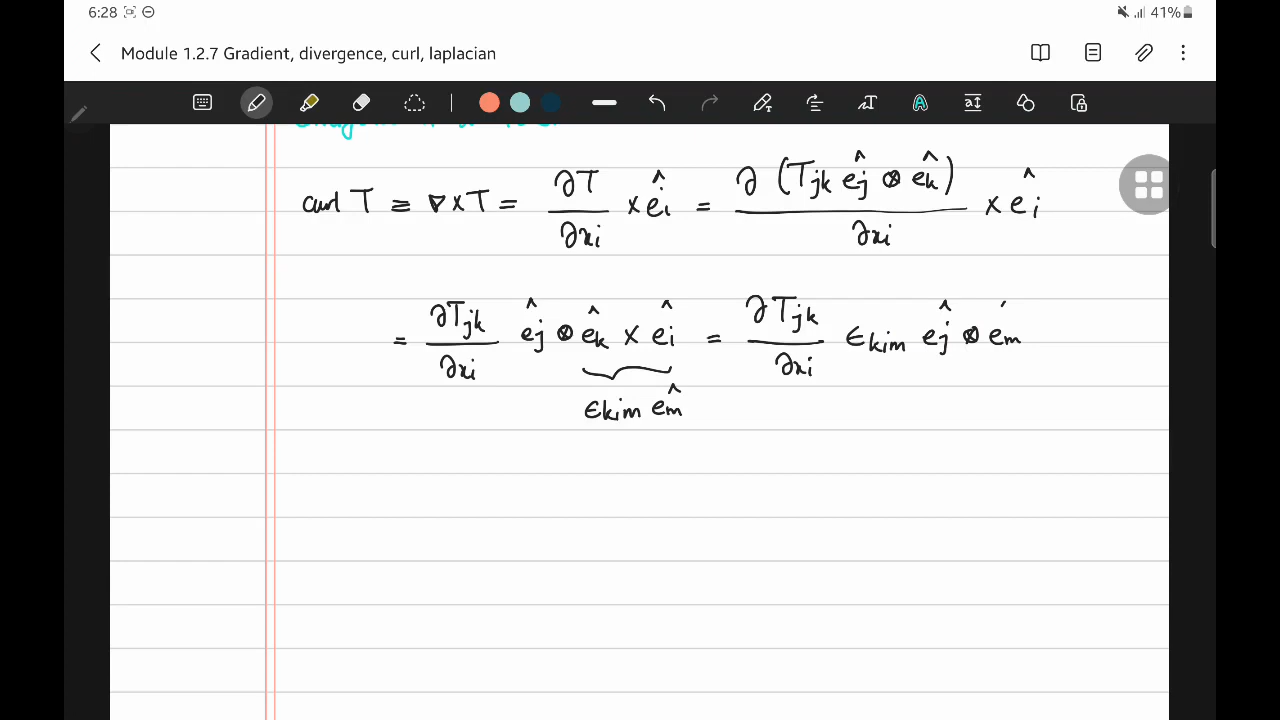 6:28 41%
Module 1.2.7 Gradient, divergence, curl, laplacian
curl T ≡ ∇ × T = ∂T/∂xi × êi = ∂(Tjk êj ⊗ êk)/∂xi × êi
= ∂Tjk/∂xi êj ⊗ êk × êi = ∂Tjk/∂xi ϵkim êj ⊗ em
ϵkim êm